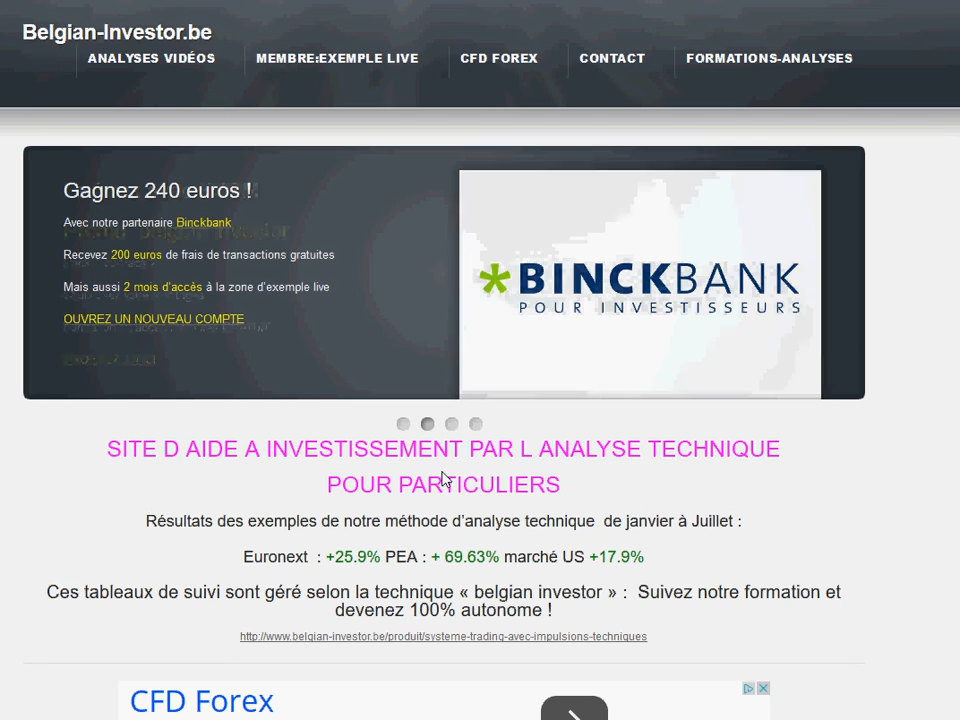 Belgian-Investor.be
ANALYSES VIDÉOS MEMBRE:EXEMPLE LIVE CFD FOREX CONTACT FORMATIONS-ANALYSES
Gagnez 240 euros !
Avec notre partenaire Binckbank
Recevez 200 euros de frais de transactions gratuites
Mais aussi 2 mois d'accès à la zone d'exemple live
OUVREZ UN NOUVEAU COMPTE
BINCKBANK
POUR INVESTISSEURS
SITE D AIDE A INVESTISSEMENT PAR L ANALYSE TECHNIQUE
POUR PARTICULIERS
Résultats des exemples de notre méthode d'analyse technique de janvier à Juillet :
Euronext : +25.9% PEA : + 69.63% marché US +17.9%
Ces tableaux de suivi sont géré selon la technique « belgian investor » : Suivez notre formation et
devenez 100% autonome !
http://www.belgian-investor.be/produit/systeme-trading-avec-impulsions-techniques
CFD Forex